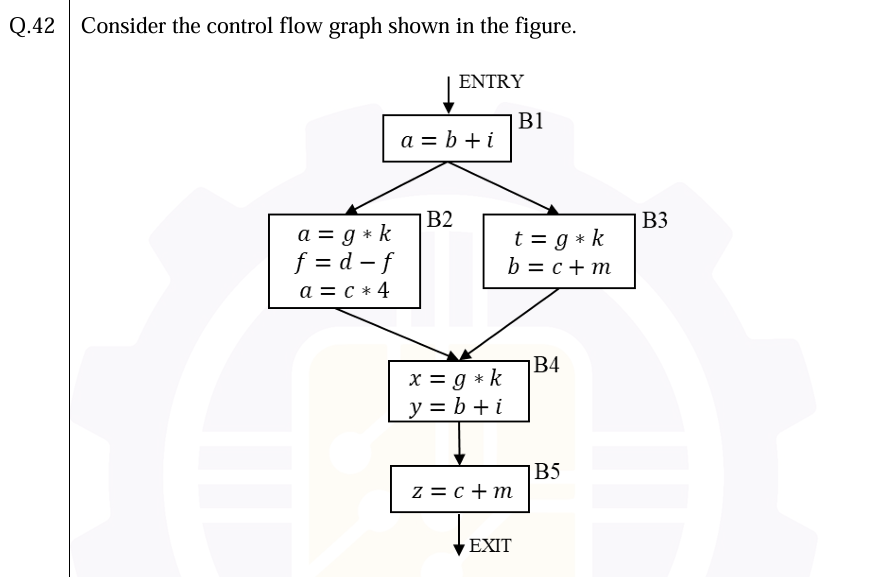 Q.42 Consider the control flow graph shown in the figure.
ENTRY
B1
a = b + i
B2
a = g ∗ k
f = d − f
a = c ∗ 4
B3
t = g ∗ k
b = c + m
B4
x = g ∗ k
y = b + i
B5
z = c + m
EXIT